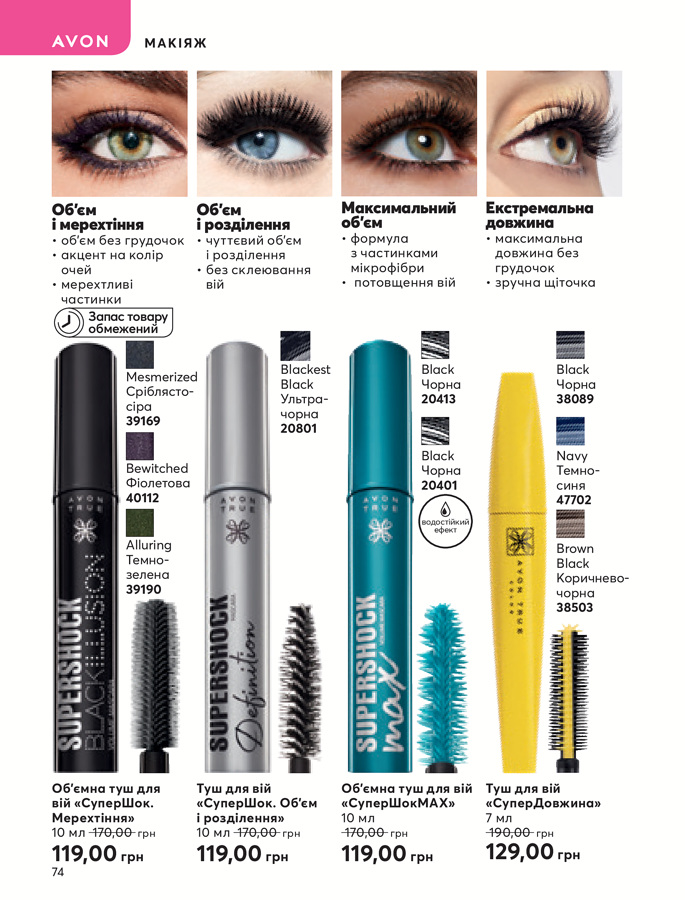 AVON
МАКІЯЖ
Об'єм
і мерехтіння
• об'єм без грудочок
• акцент на колір
очей
• мерехтливі
частинки
Запас товару
обмежений
Об'єм
і розділення
• чуттєвий об'єм
і розділення
• без склеювання
вій
Максимальний
об'єм
• формула
з частинками
мікрофібри
• потовщення вій
Екстремальна
довжина
• максимальна
довжина без
грудочок
• зручна щіточка
Mesmerized
Сріблясто-
сіра
39169
Bewitched
Фіолетова
40112
Alluring
Темно-
зелена
39190
AVON
TRUE
SUPERSHOCK
BLACKILLUSION
VOLUME MASCARA
Blackest
Black
Ультра-
чорна
20801
AVON
TRUE
SUPERSHOCK
MASCARA
Definition
Black
Чорна
20413
Black
Чорна
20401
водостійкий
ефект
AVON
TRUE
SUPERSHOCK
VOLUME MASCARA
max
Black
Чорна
38089
Navy
Темно-
синя
47702
Brown
Black
Коричнево-
чорна
38503
AVON TRUE
COLOR
Об'ємна туш для
вій «СуперШок.
Мерехтіння»
10 мл 170,00 грн
119,00 грн
Туш для вій
«СуперШок. Об'єм
і розділення»
10 мл 170,00 грн
119,00 грн
Об'ємна туш для вій
«СуперШокMAX»
10 мл
170,00 грн
119,00 грн
Туш для вій
«СуперДовжина»
7 мл
190,00 грн
129,00 грн
74